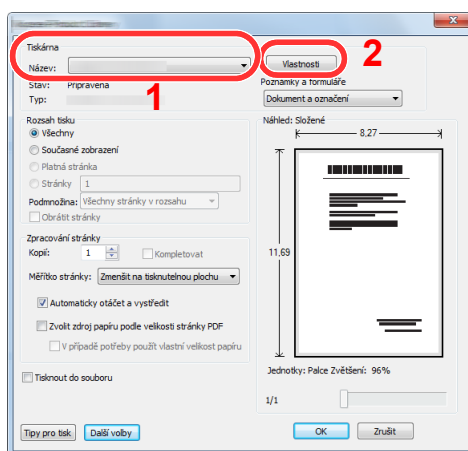 x
Tiskárna
Název:
1
Vlastnosti
2
Stav: Připravena
Typ:
Poznámky a formuláře
Dokument a označení
Rozsah tisku
Všechny
Současné zobrazení
Platná stránka
Stránky 1
Podmnožina: Všechny stránky v rozsahu
Obrátit stránky
Zpracování stránky
Kopií: 1 Kompletovat
Měřítko stránky: Zmenšit na tisknutelnou plochu
Automaticky otáčet a vystředit
Zvolit zdroj papíru podle velikosti stránky PDF
V případě potřeby použít vlastní velikost papíru
Tisknout do souboru
Náhled: Složené
8,27
11,69
Jednotky: Palce Zvětšení: 96%
1/1
Tipy pro tisk Další volby OK Zrušit